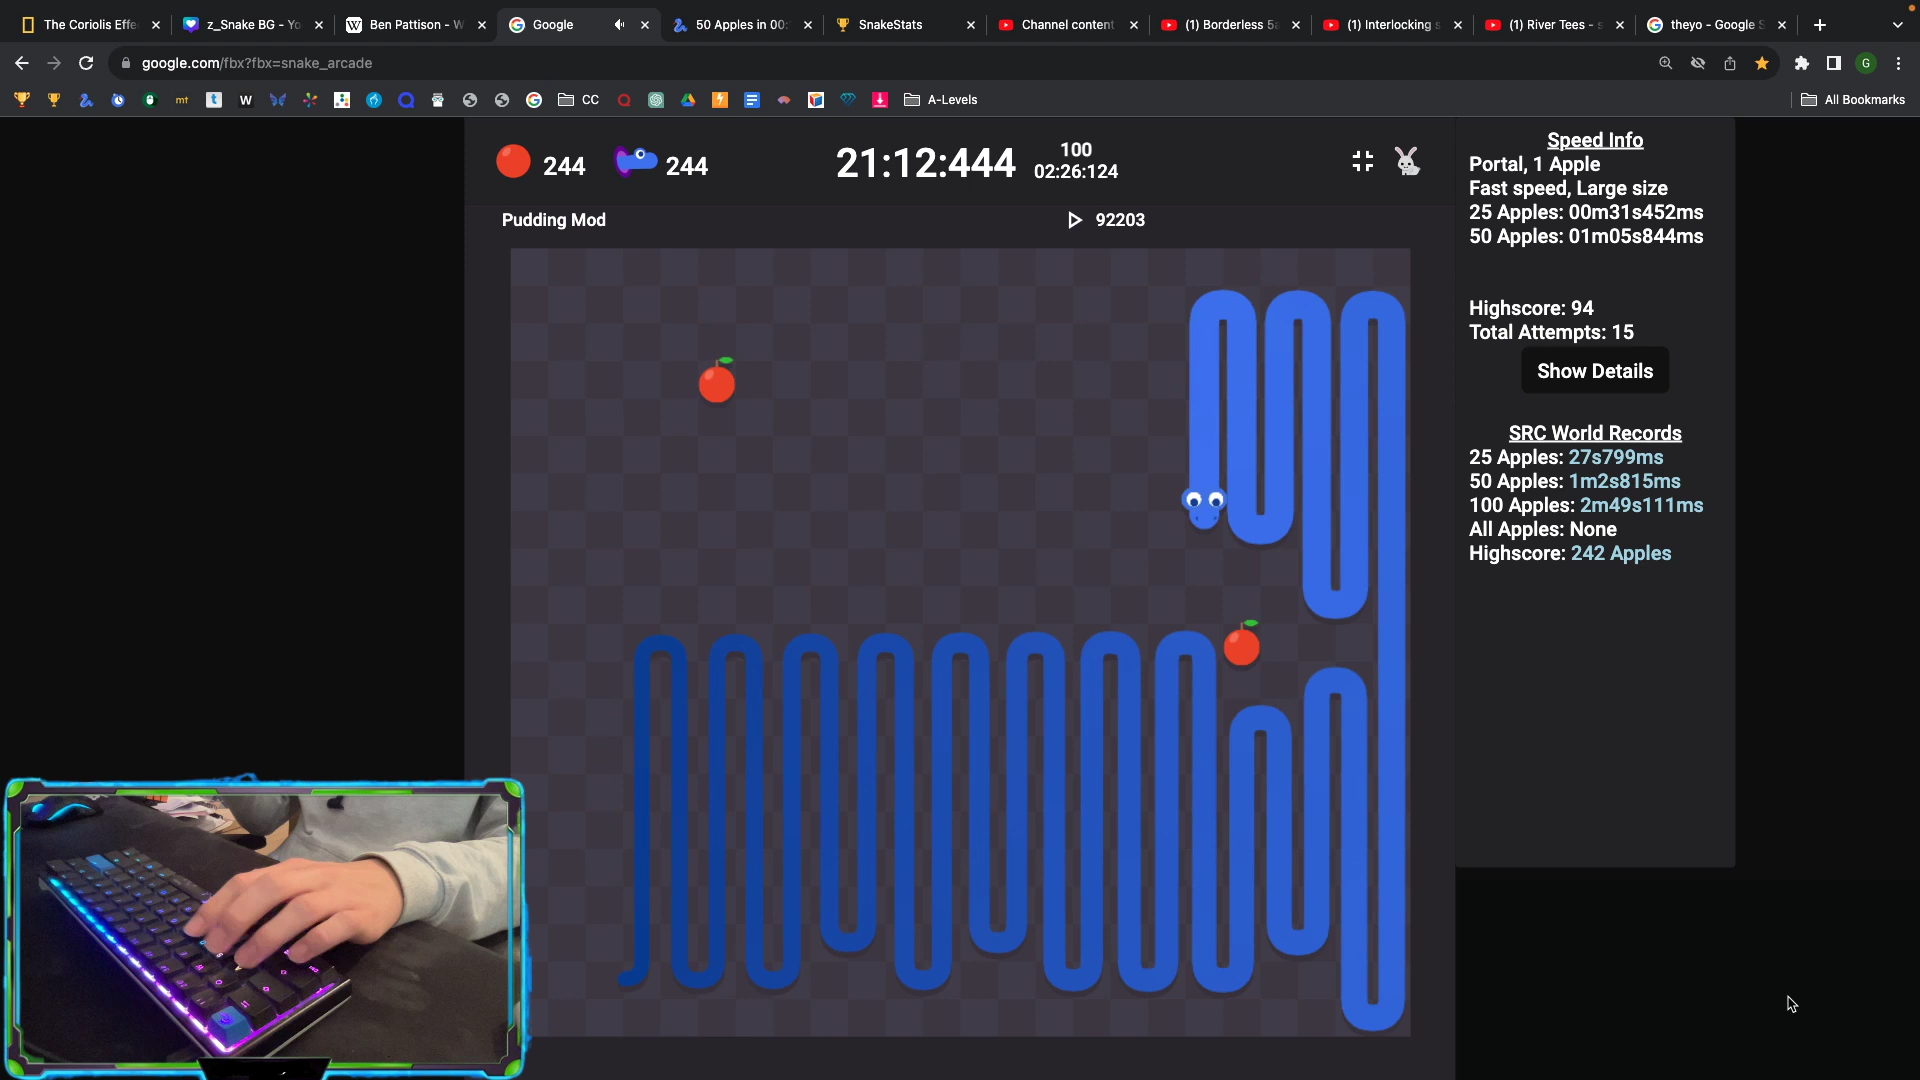 The Coriolis Effe
z_Snake BG - Yo
Ben Pattison - W
Google
50 Apples in 00:
SnakeStats
Channel content
(1) Borderless 5a
(1) Interlocking s
(1) River Tees - s
theyo - Google S
google.com/fbx?fbx=snake_arcade
G
mt
t
W
CC
A-Levels
All Bookmarks
244
244
21:12:444
100
02:26:124
Pudding Mod
92203
Speed Info
Portal, 1 Apple
Fast speed, Large size
25 Apples: 00m31s452ms
50 Apples: 01m05s844ms
Highscore: 94
Total Attempts: 15
Show Details
SRC World Records
25 Apples: 27s799ms
50 Apples: 1m2s815ms
100 Apples: 2m49s111ms
All Apples: None
Highscore: 242 Apples